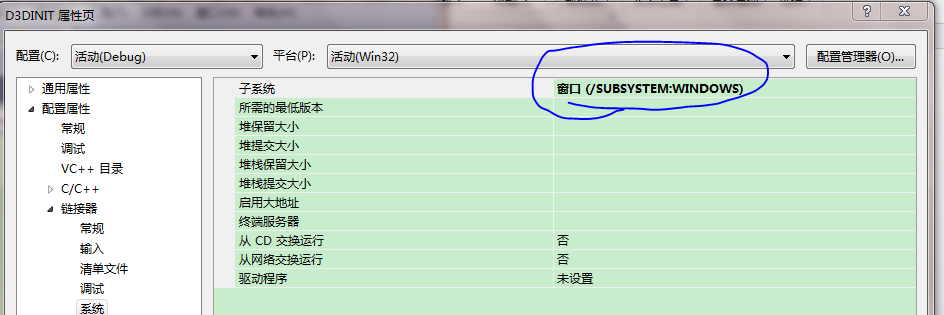 D3DINIT 属性页
配置(C):
活动(Debug)
平台(P):
活动(Win32)
配置管理器(O)...
通用属性
配置属性
常规
调试
VC++ 目录
C/C++
链接器
常规
输入
清单文件
调试
系统
子系统
窗口 (/SUBSYSTEM:WINDOWS)
所需的最低版本
堆保留大小
堆提交大小
堆栈保留大小
堆栈提交大小
启用大地址
终端服务器
从 CD 交换运行
否
从网络交换运行
否
驱动程序
未设置